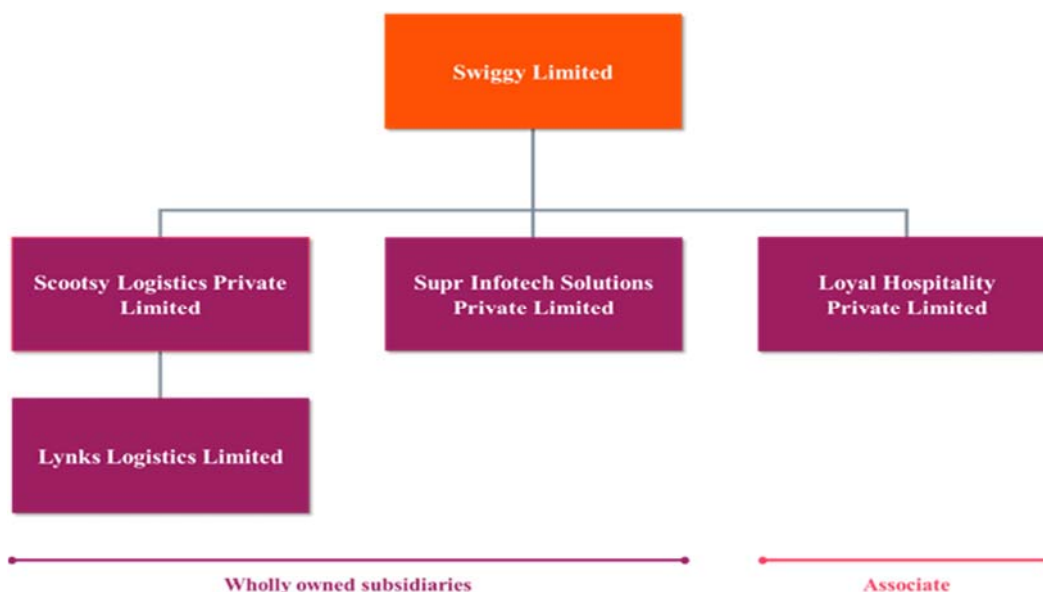 Swiggy Limited
Scootsy Logistics Private
Limited
Supr Infotech Solutions
Private Limited
Loyal Hospitality
Private Limited
Lynks Logistics Limited
Wholly owned subsidiaries
Associate